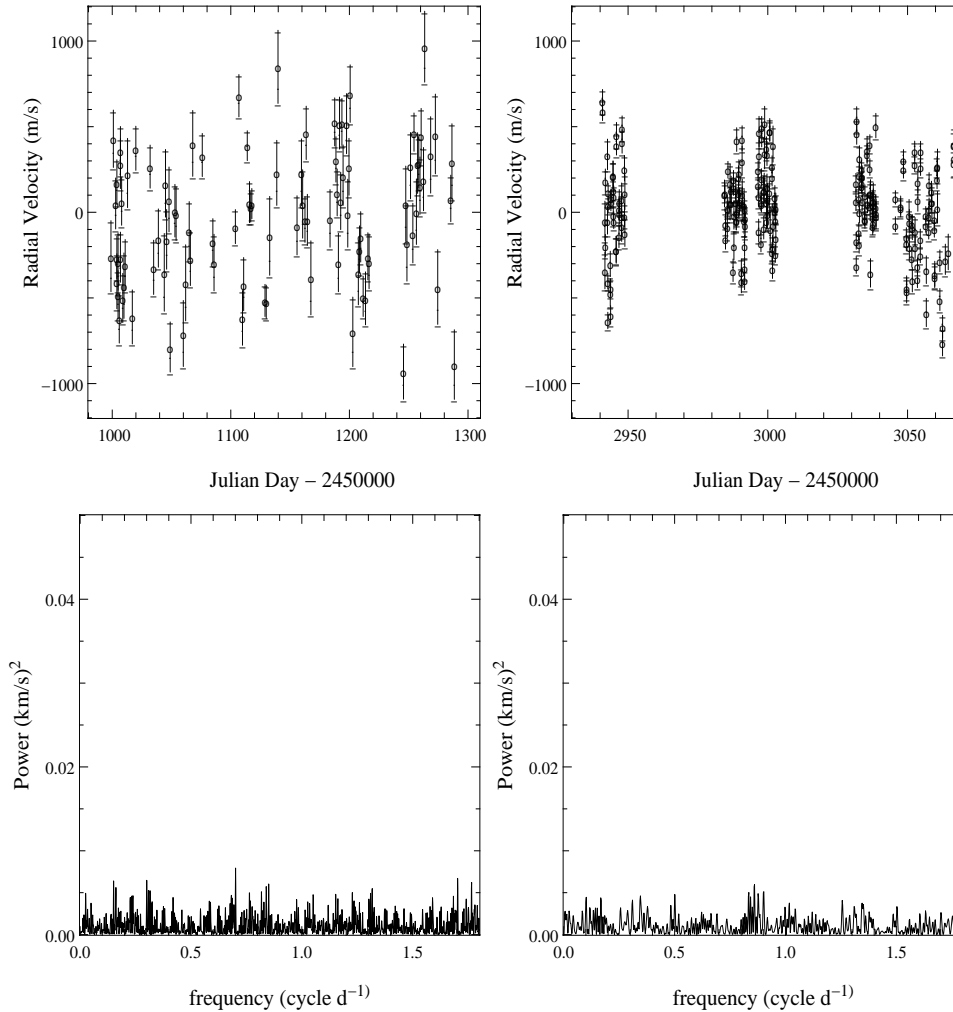 1000
0
−1000
Radial Velocity (m/s)
1000 1100 1200 1300
Julian Day − 2450000
1000
0
−1000
Radial Velocity (m/s)
2950 3000 3050
Julian Day − 2450000
0.04
0.02
0.00
Power (km/s)²
0.0 0.5 1.0 1.5
frequency (cycle d⁻¹⁾
0.04
0.02
0.00
Power (km/s)²
0.0 0.5 1.0 1.5
frequency (cycle d⁻¹⁾